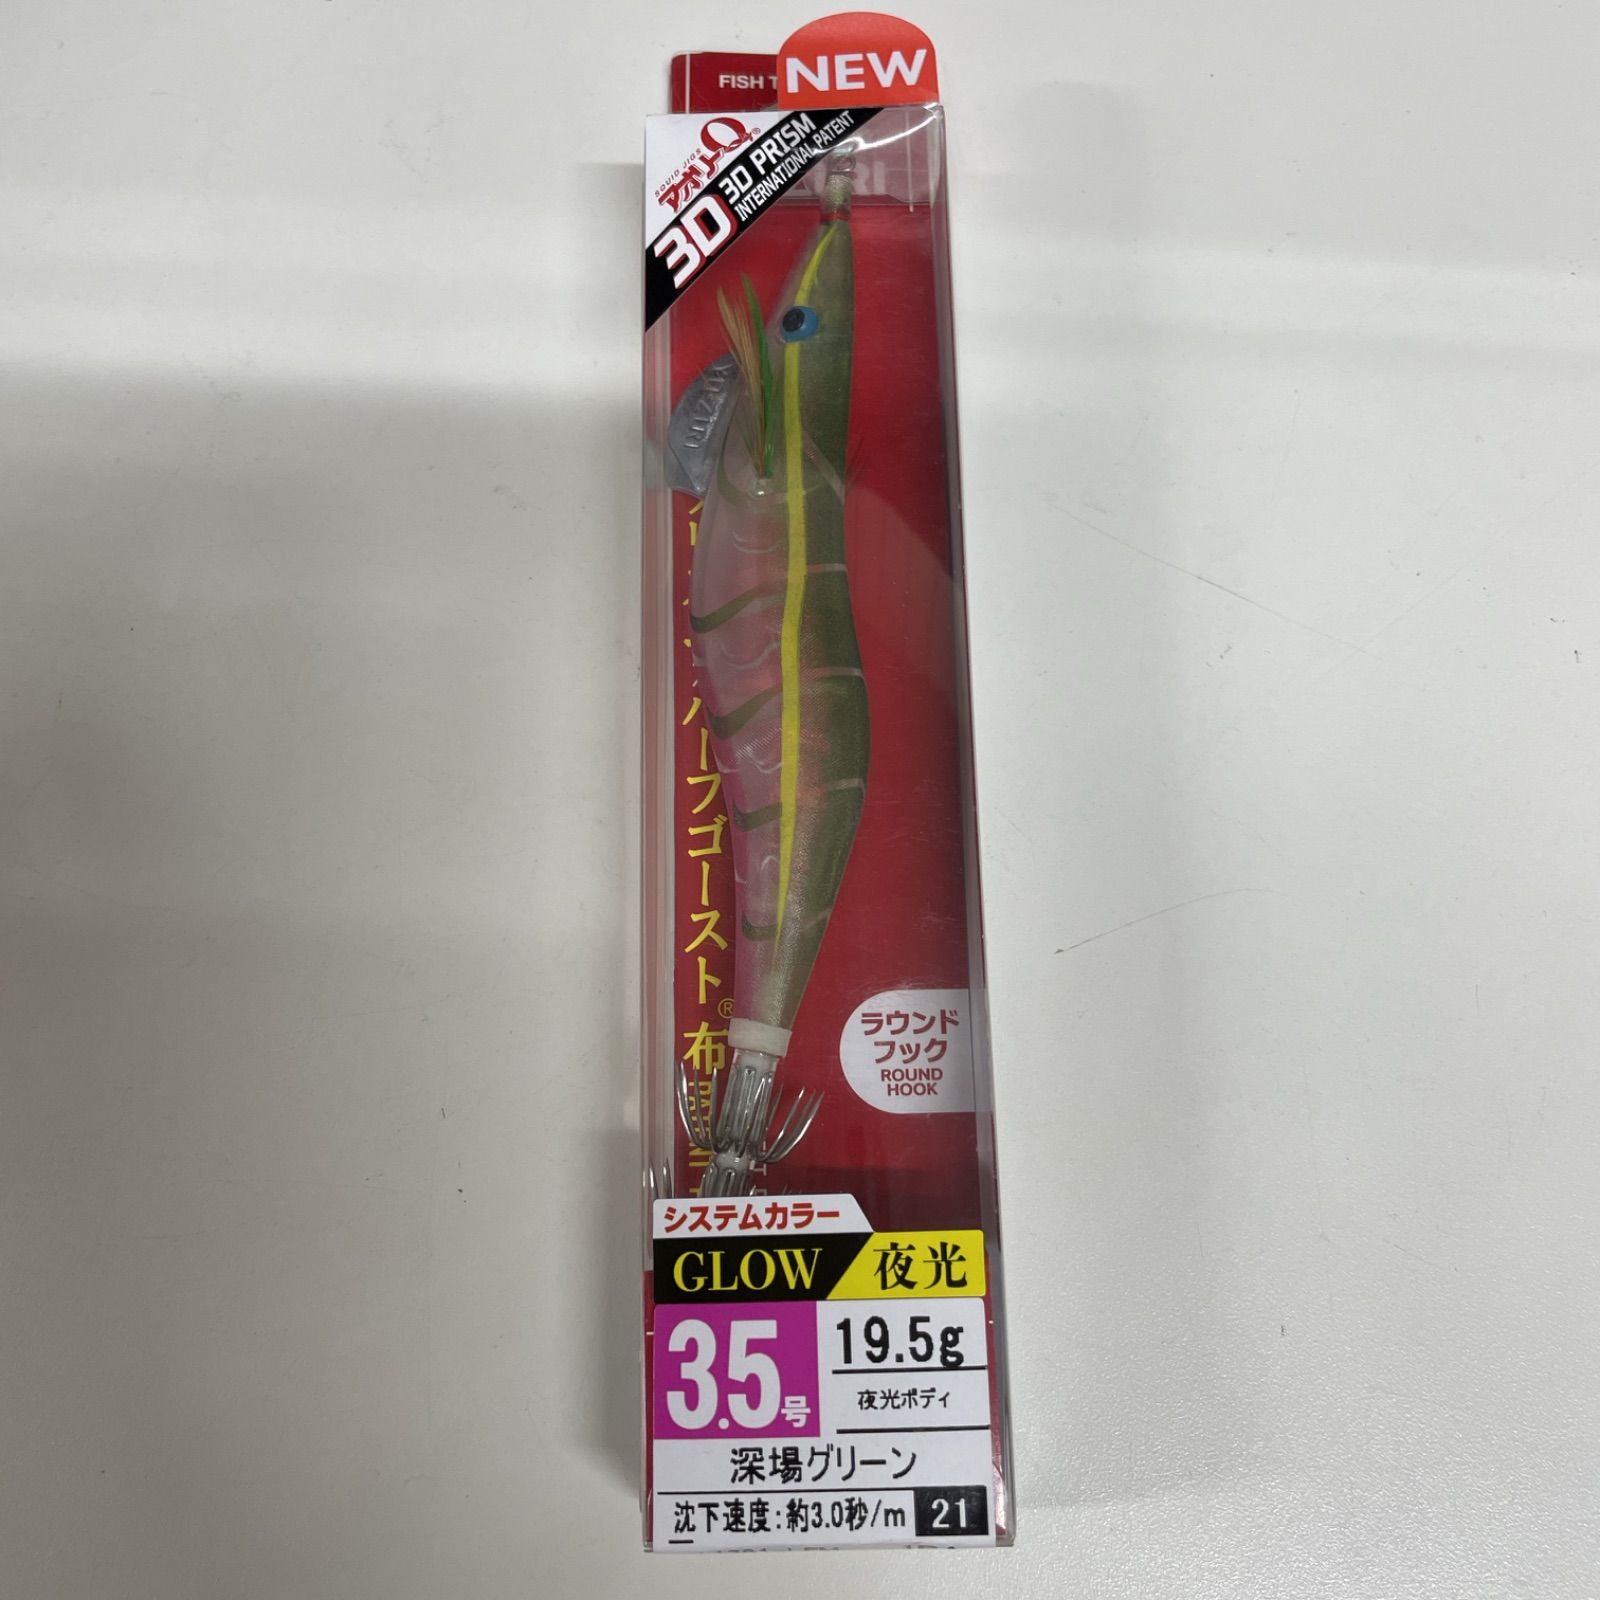 FISH
NEW
SQUID JIGS
アオリーQ®
3D
3D PRISM
INTERNATIONAL PATENT
YO-ZURI
ハーフゴースト®布
ラウンド
フック
ROUND
HOOK
システムカラー
GLOW 夜光
3.5号
19.5g
夜光ボディ
深場グリーン
沈下速度:約3.0秒/m 21